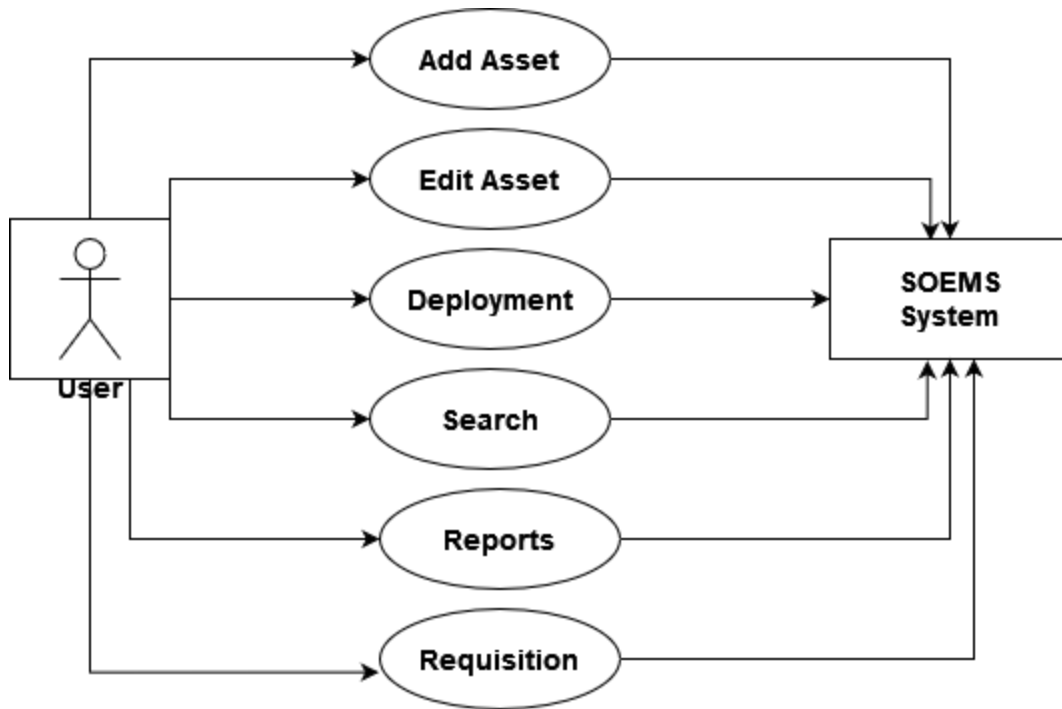 Add Asset
Edit Asset
Deployment
Search
Reports
Requisition
User
SOEMS
System